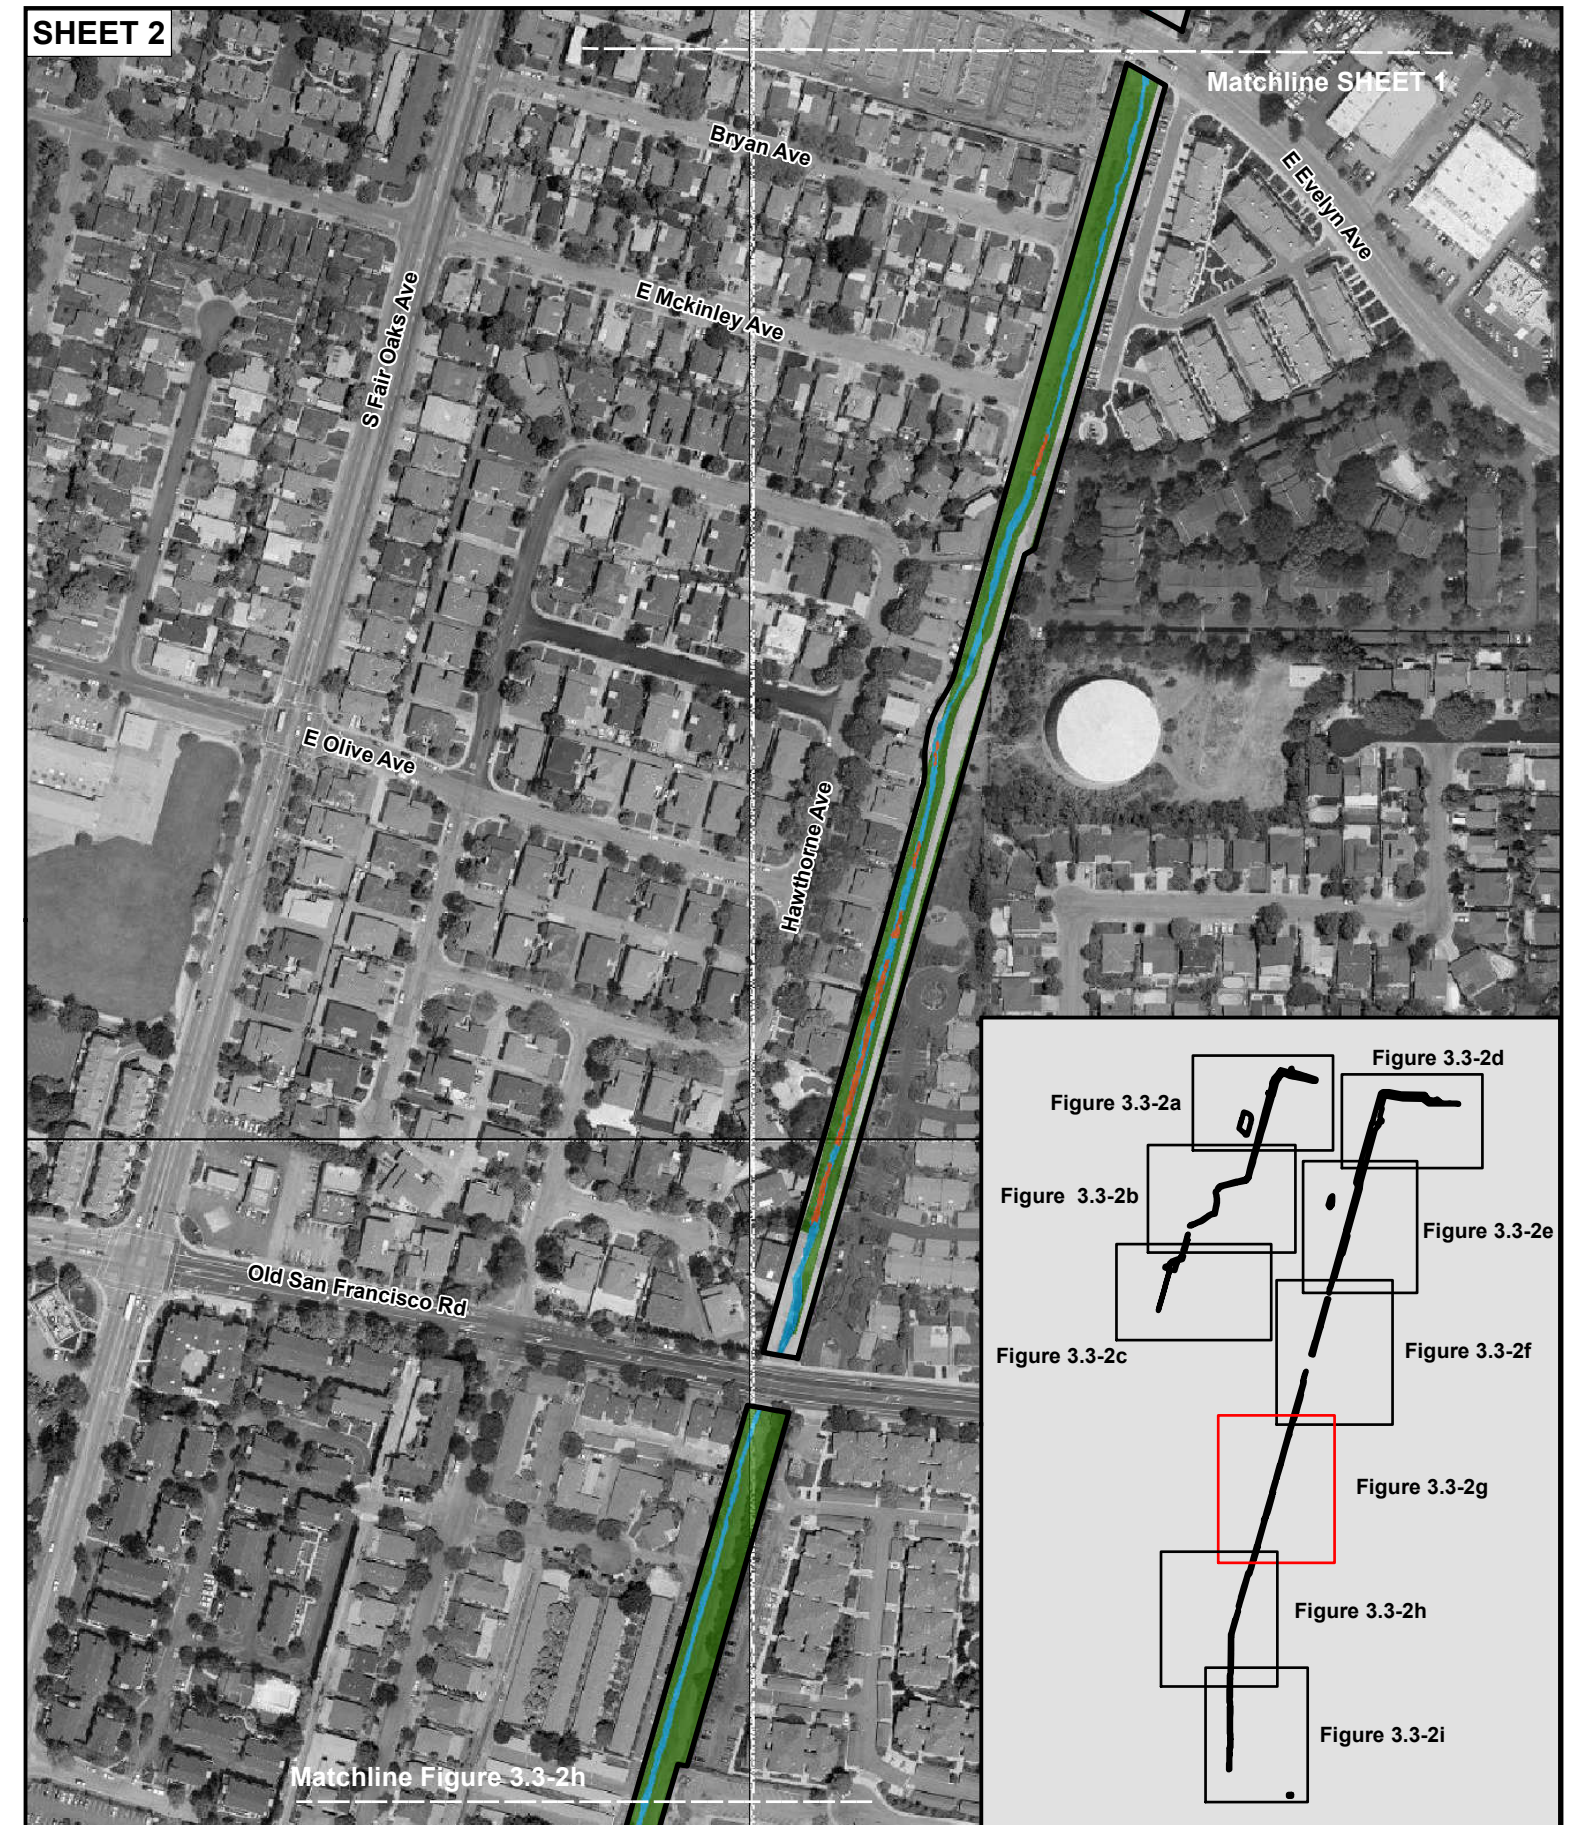 SHEET 2
Matchline SHEET 1
Bryan Ave
E Evelyn Ave
E Mckinley Ave
S Fair Oaks Ave
E Olive Ave
Hawthorne Ave
Old San Francisco Rd
Matchline Figure 3.3-2h
Figure 3.3-2d
Figure 3.3-2a
Figure 3.3-2b
Figure 3.3-2e
Figure 3.3-2c
Figure 3.3-2f
Figure 3.3-2g
Figure 3.3-2h
Figure 3.3-2i